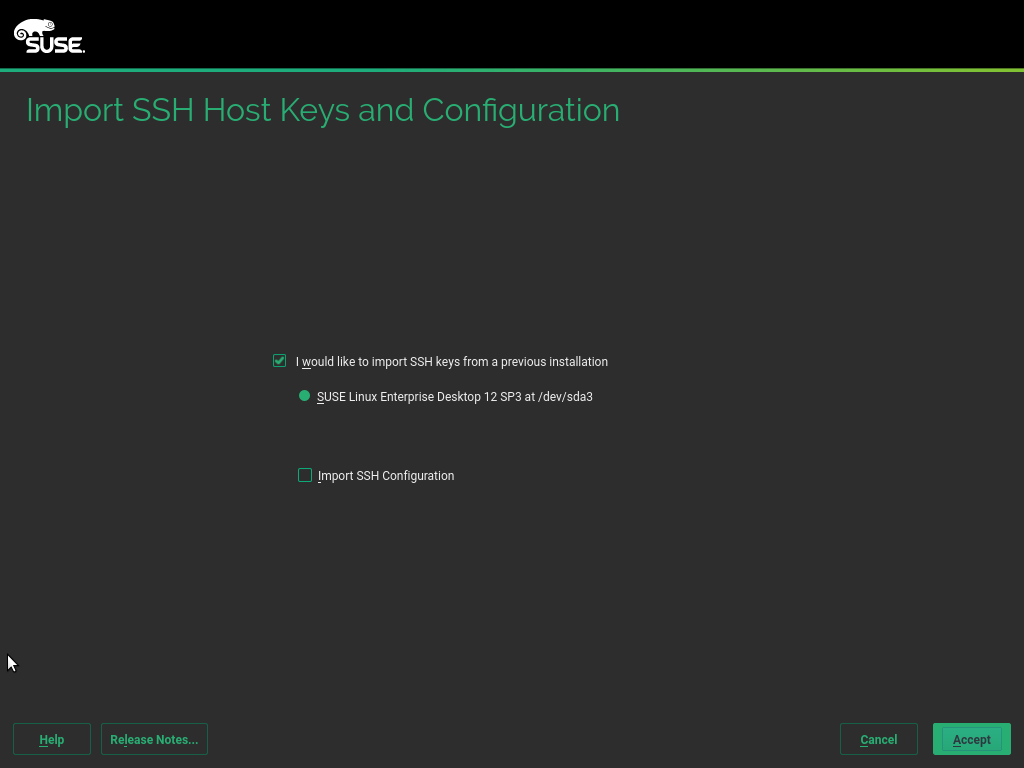 SUSE.
Import SSH Host Keys and Configuration
I would like to import SSH keys from a previous installation
SUSE Linux Enterprise Desktop 12 SP3 at /dev/sda3
Import SSH Configuration
Help Release Notes... Cancel Accept